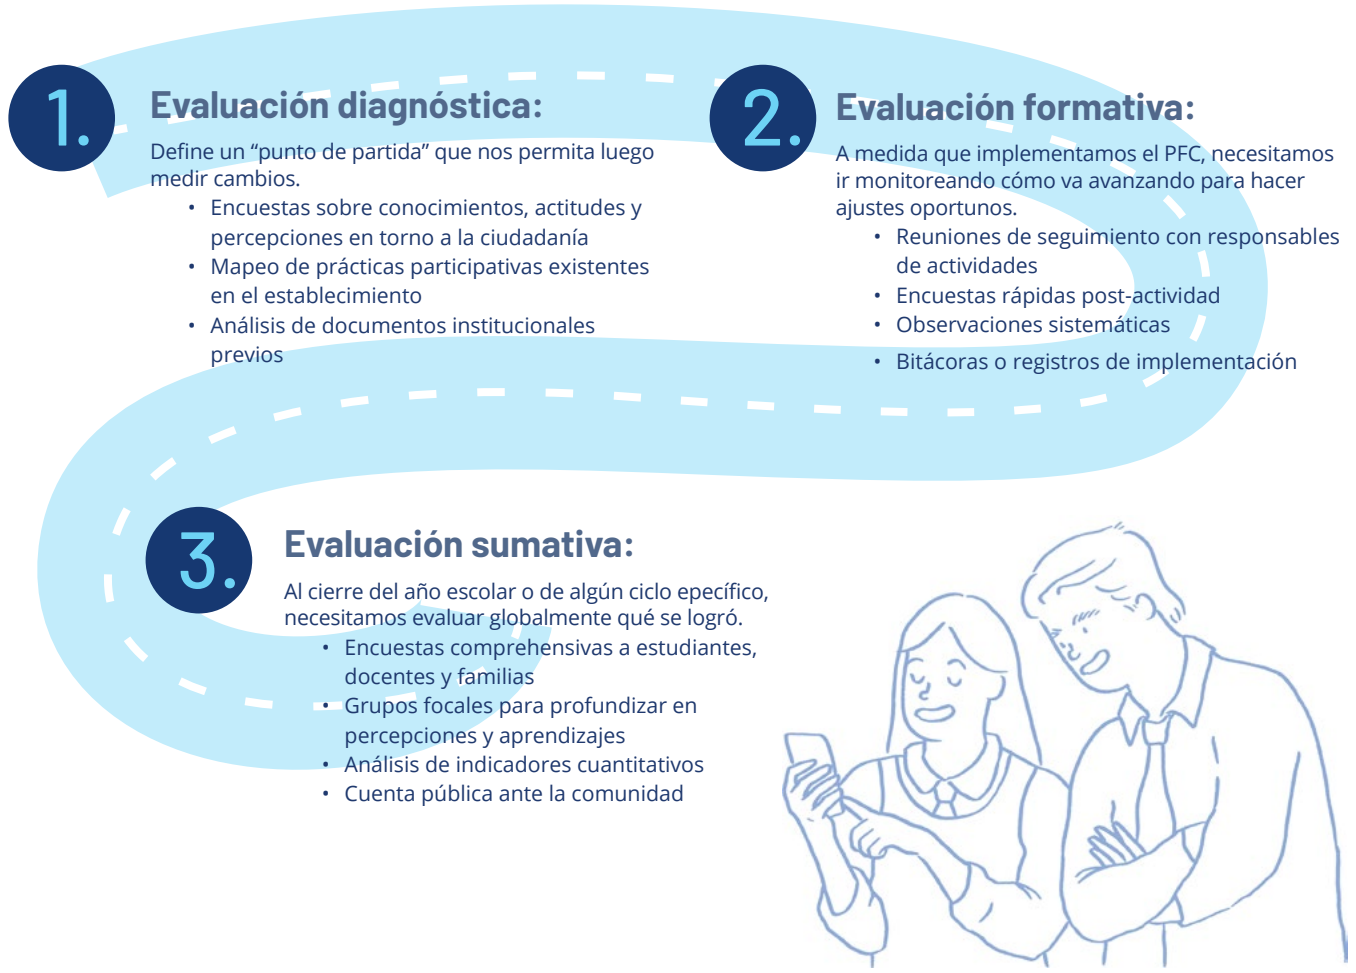 1.
Evaluación diagnóstica:
Define un “punto de partida” que nos permita luego
medir cambios.
• Encuestas sobre conocimientos, actitudes y
percepciones en torno a la ciudadanía
• Mapeo de prácticas participativas existentes
en el establecimiento
• Análisis de documentos institucionales
previos
2.
Evaluación formativa:
A medida que implementamos el PFC, necesitamos
ir monitoreando cómo va avanzando para hacer
ajustes oportunos.
• Reuniones de seguimiento con responsables
de actividades
• Encuestas rápidas post-actividad
• Observaciones sistemáticas
• Bitácoras o registros de implementación
3.
Evaluación sumativa:
Al cierre del año escolar o de algún ciclo epecífico,
necesitamos evaluar globalmente qué se logró.
• Encuestas comprehensivas a estudiantes,
docentes y familias
• Grupos focales para profundizar en
percepciones y aprendizajes
• Análisis de indicadores cuantitativos
• Cuenta pública ante la comunidad